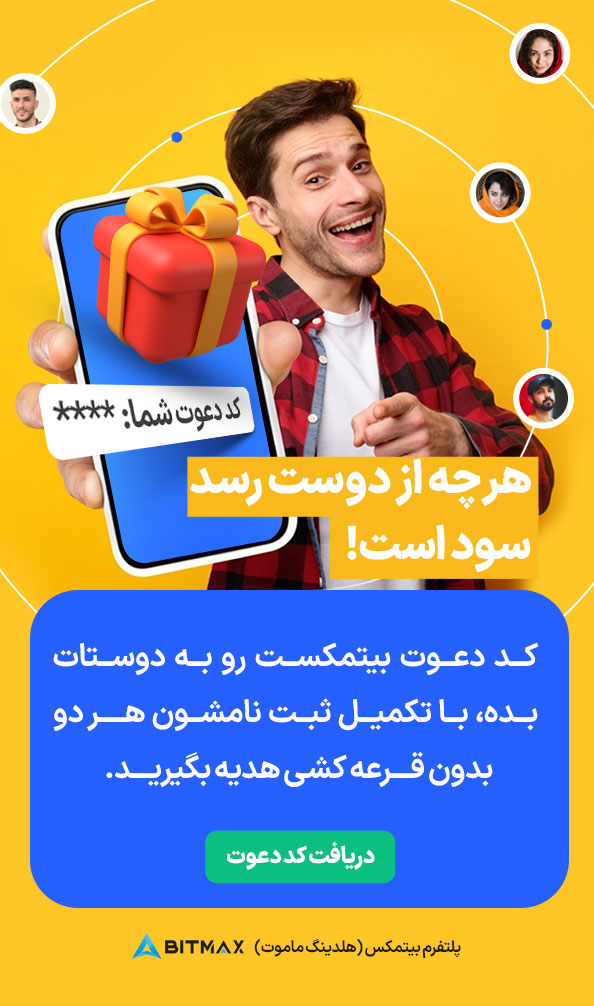 کد دعوت شما: ****
هر چه از دوست رسد
سود است!
کد دعوت بیتمکست رو به دوستات
بده، با تکمیل ثبت نامشون هر دو
بدون قرعه کشی هدیه بگیرید.
دریافت کد دعوت
پلتفرم بیتمکس (هلدینگ ماموت) BITMAX